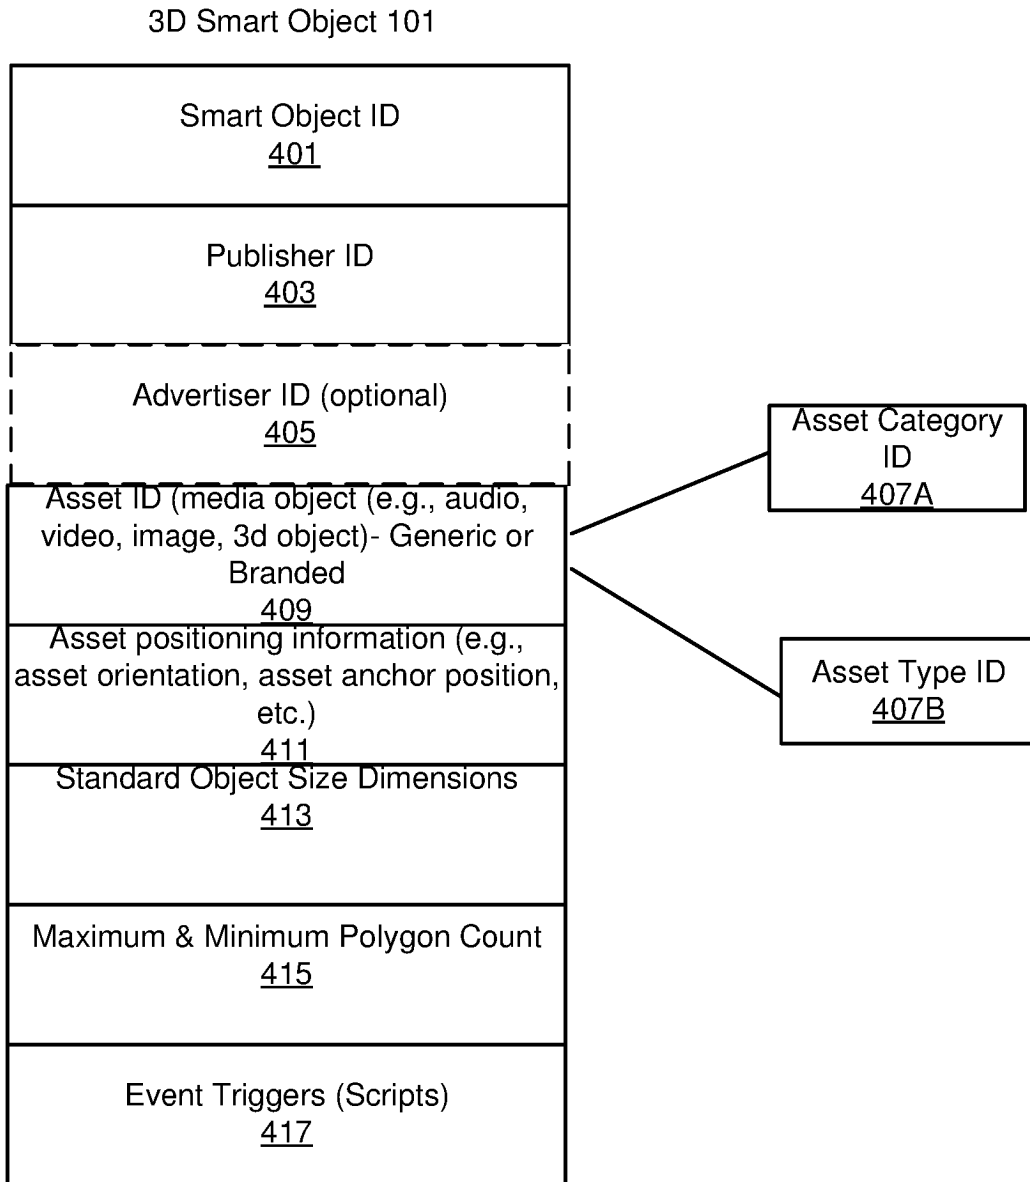 3D Smart Object 101
Smart Object ID
401
Publisher ID
403
Advertiser ID (optional)
405
Asset ID (media object (e.g., audio,
video, image, 3d object)- Generic or
Branded
409
Asset positioning information (e.g.,
asset orientation, asset anchor position,
etc.)
411
Standard Object Size Dimensions
413
Maximum & Minimum Polygon Count
415
Event Triggers (Scripts)
417
Asset Category
ID
407A
Asset Type ID
407B